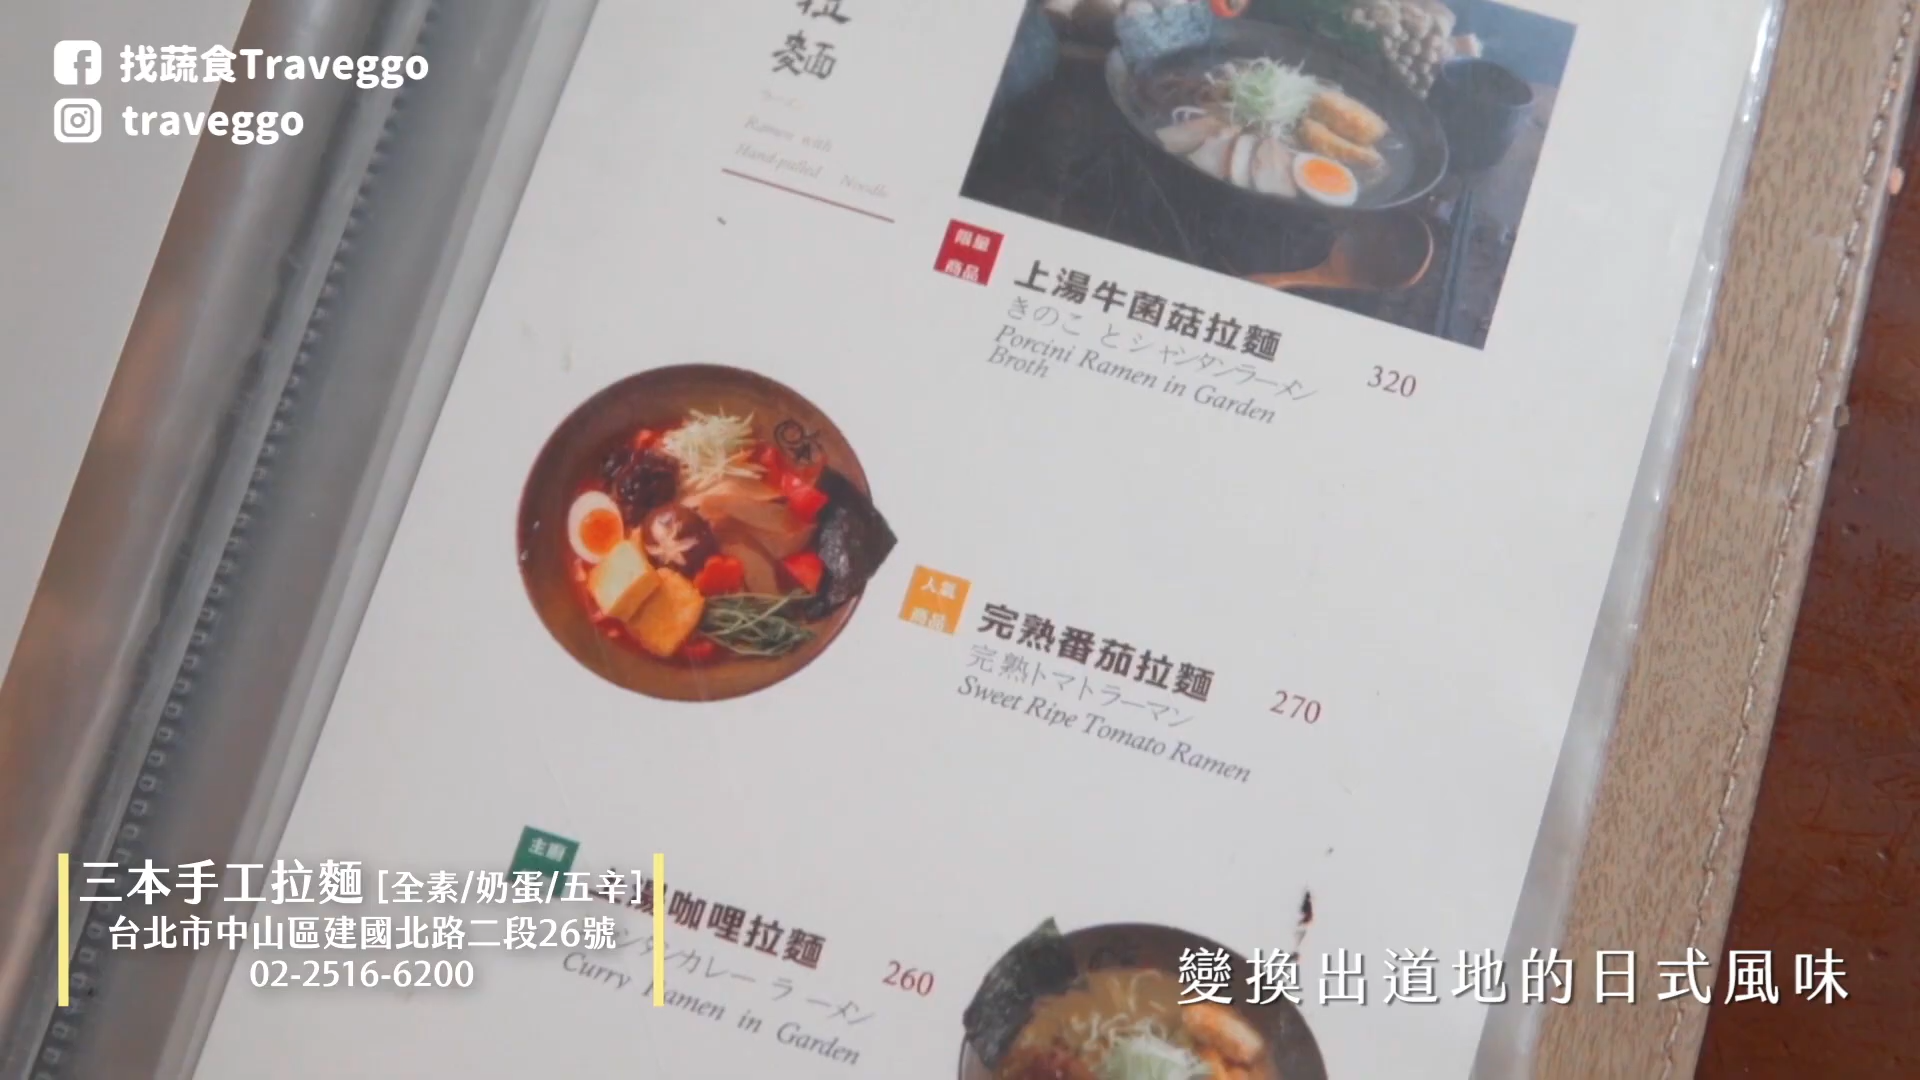 找蔬食Traveggo
traveggo
拉
麵
Ramen with
Hand-pulled Noodle
限量
商品
上湯牛菌菇拉麵
きのこ と シャンタンラーメン
Porcini Ramen in Garden
Broth
320
人氣
商品
完熟番茄拉麵
完熟トマトラーマン
Sweet Ripe Tomato Ramen
270
主廚
上湯咖哩拉麵
ンタンカレー ラーメン
Curry Ramen in Garden
260
三本手工拉麵 [全素/奶蛋/五辛]
台北市中山區建國北路二段26號
02-2516-6200
變換出道地的日式風味